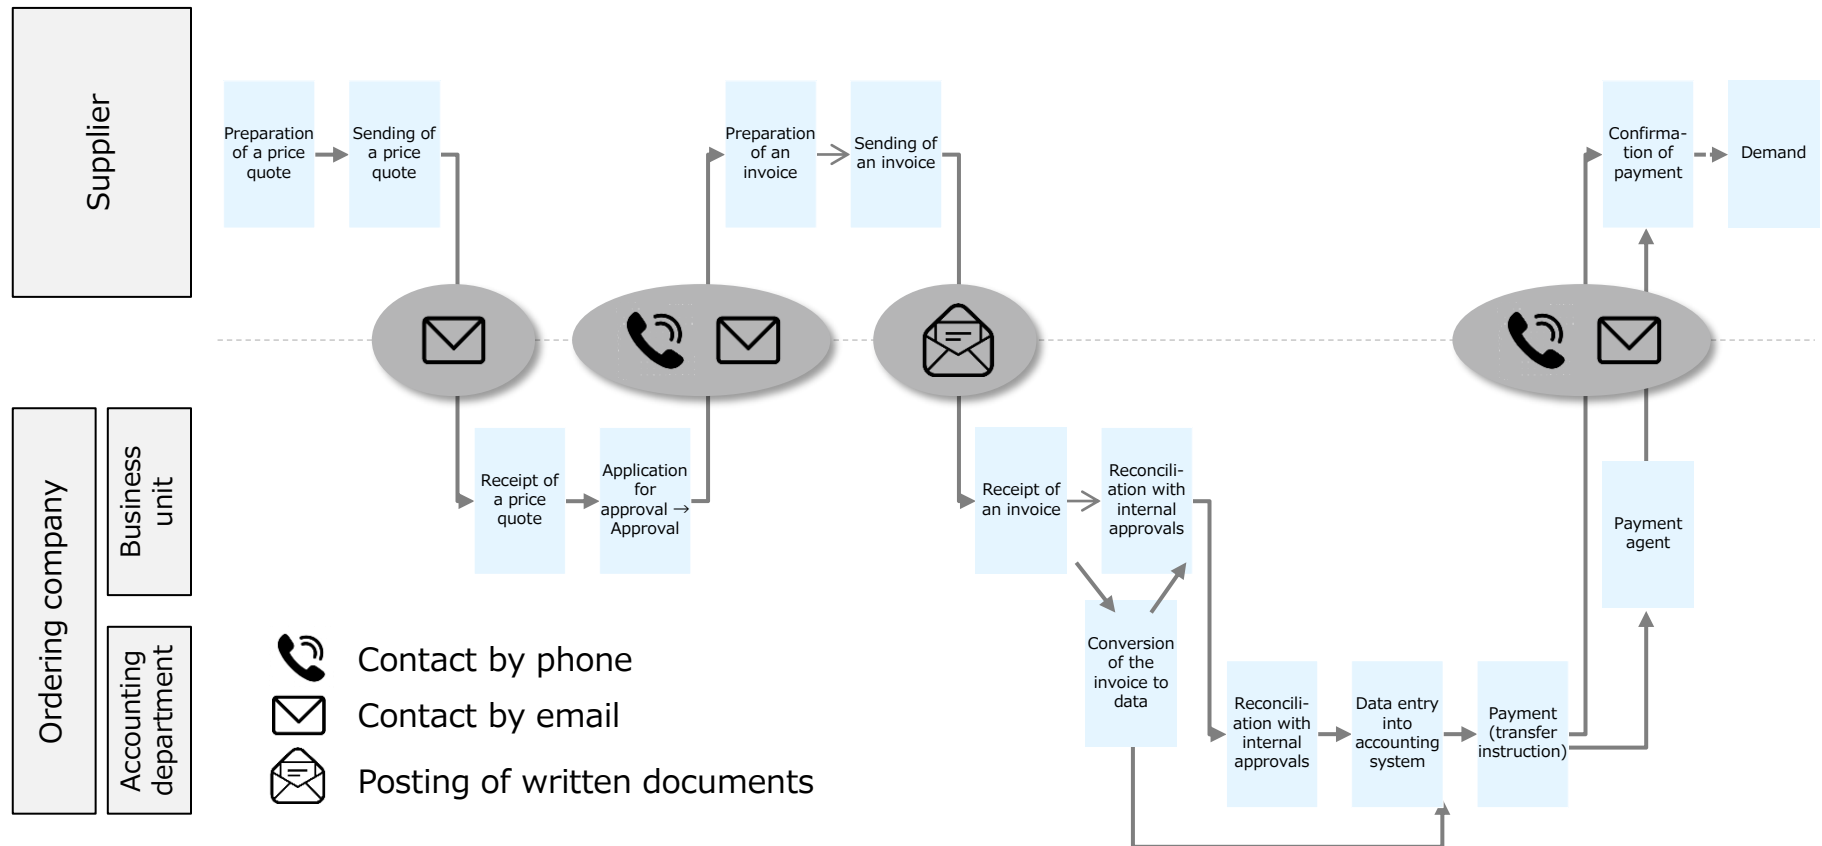 Supplier
Preparation
of a price
quote
Sending of
a price
quote
Preparation
of an
invoice
Sending of
an invoice
Confirma-
tion of
payment
Demand
Ordering company
Business
unit
Accounting
department
Receipt of
a price
quote
Application
for
approval →
Approval
Receipt of
an invoice
Reconcili-
ation with
internal
approvals
Conversion
of the
invoice to
data
Reconcili-
ation with
internal
approvals
Data entry
into
accounting
system
Payment
(transfer
instruction)
Payment
agent
Contact by phone
Contact by email
Posting of written documents